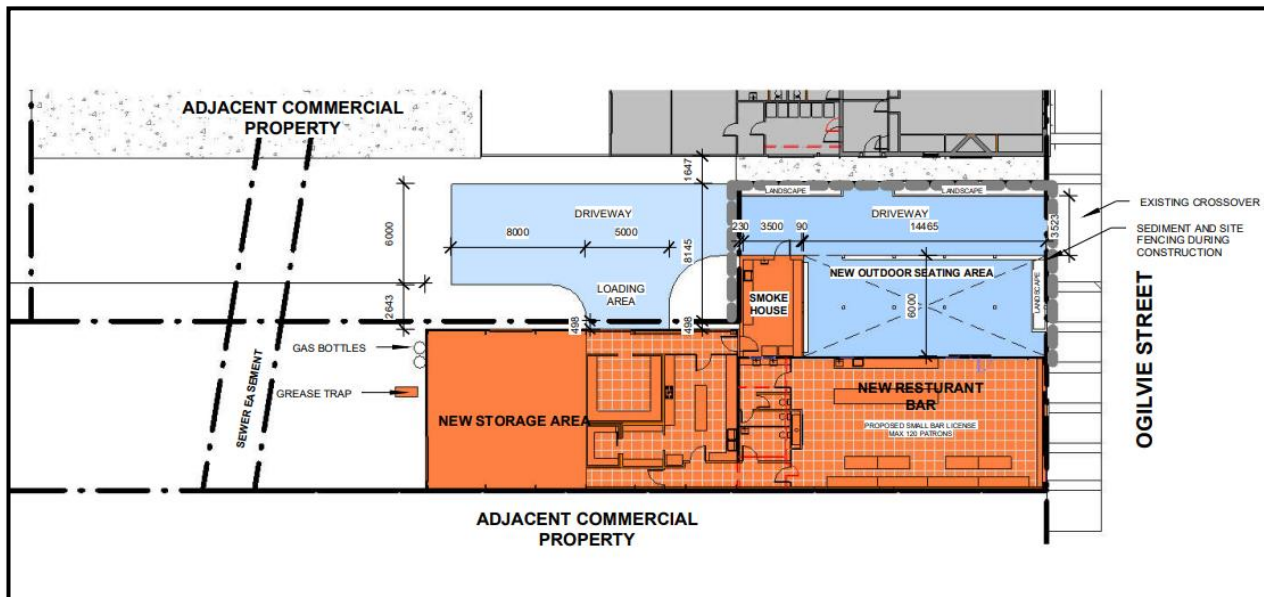 ADJACENT COMMERCIAL
PROPERTY
1647
LANDSCAPE
LANDSCAPE
DRIVEWAY
DRIVEWAY
EXISTING CROSSOVER
6000
8000
5000
8145
230
3500
90
14465
3523
SEDIMENT AND SITE
FENCING DURING
CONSTRUCTION
NEW OUTDOOR SEATING AREA
LOADING
AREA
SMOKE
HOUSE
6000
LANDSCAPE
2643
498
498
OGILVIE STREET
GAS BOTTLES
GREASE TRAP
SEWER EASEMENT
NEW STORAGE AREA
NEW RESTURANT
BAR
PROPOSED SMALL BAR LICENSE
MAX 120 PATRONS
ADJACENT COMMERCIAL
PROPERTY